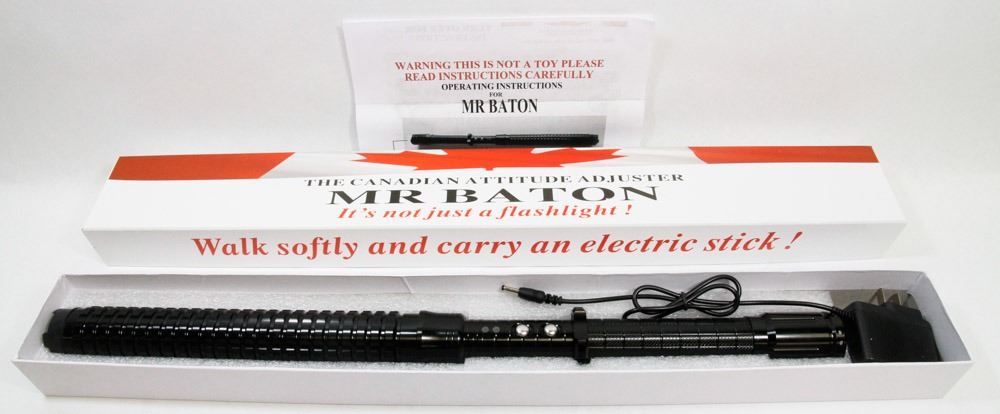 WARNING THIS IS NOT A TOY PLEASE
READ INSTRUCTIONS CAREFULLY
OPERATING INSTRUCTIONS
FOR
MR BATON
THE CANADIAN ATTITUDE ADJUSTER
MR BATON
It's not just a flashlight !
Walk softly and carry an electric stick !